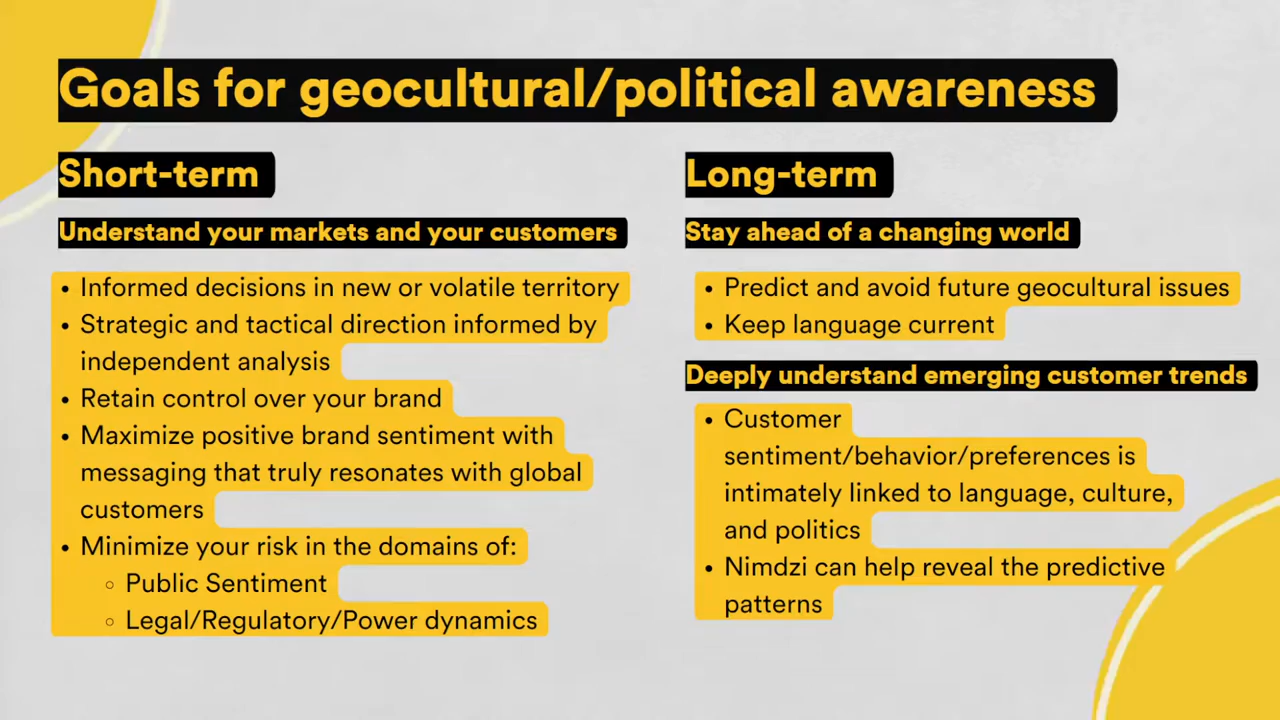 Goals for geocultural/political awareness
Short-term
Understand your markets and your customers
• Informed decisions in new or volatile territory
• Strategic and tactical direction informed by
independent analysis
• Retain control over your brand
• Maximize positive brand sentiment with
messaging that truly resonates with global
customers
• Minimize your risk in the domains of:
◦ Public Sentiment
◦ Legal/Regulatory/Power dynamics
Long-term
Stay ahead of a changing world
• Predict and avoid future geocultural issues
• Keep language current
Deeply understand emerging customer trends
• Customer
sentiment/behavior/preferences is
intimately linked to language, culture,
and politics
• Nimdzi can help reveal the predictive
patterns